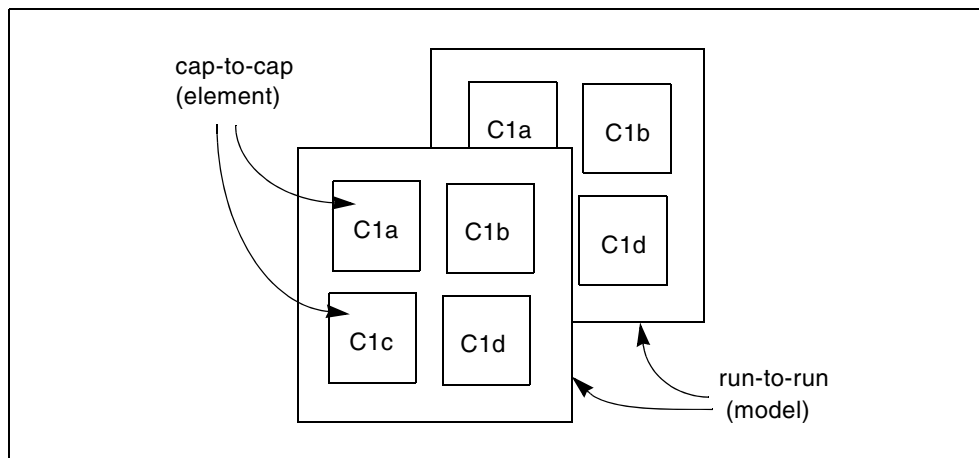 cap-to-cap
(element)
C1a
C1b
C1a
C1b
C1d
C1c
C1d
run-to-run
(model)